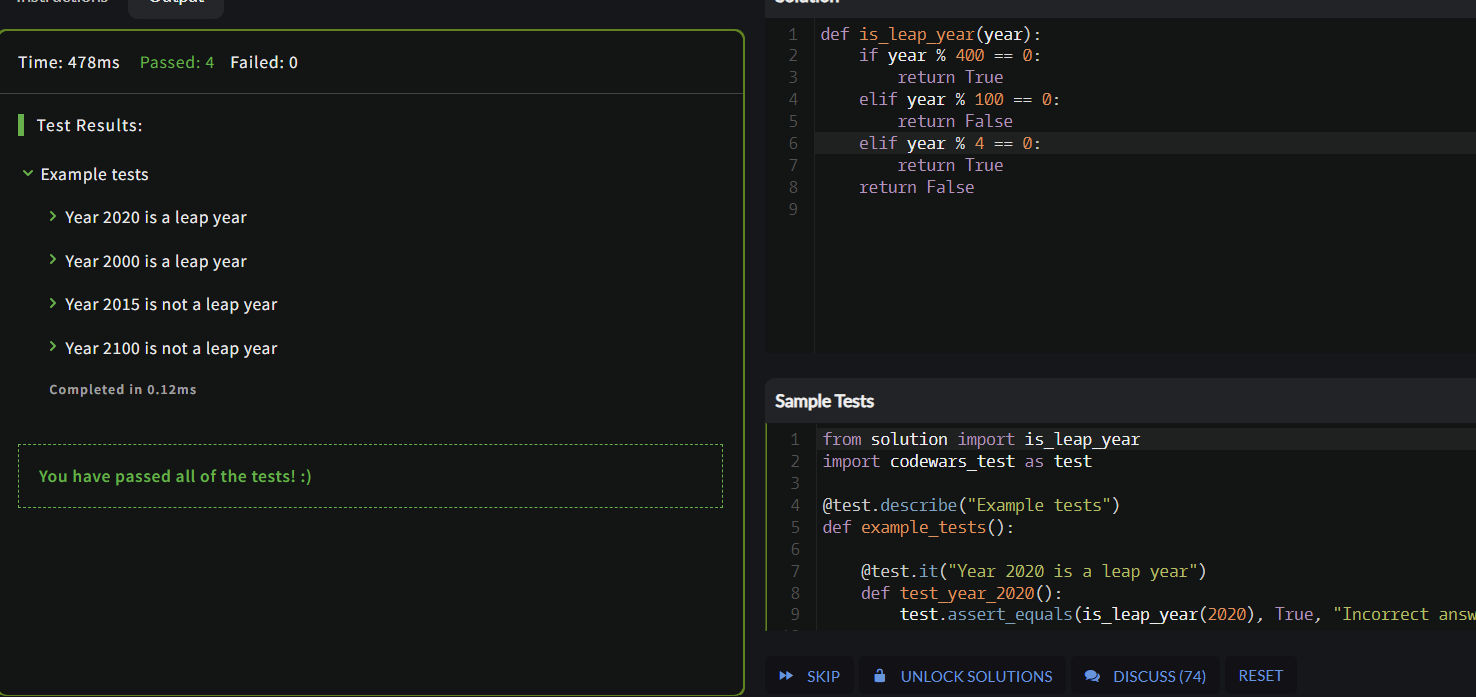 Instructions
Output
Time: 478ms Passed: 4 Failed: 0
Test Results:
Example tests
Year 2020 is a leap year
Year 2000 is a leap year
Year 2015 is not a leap year
Year 2100 is not a leap year
Completed in 0.12ms
You have passed all of the tests! :)
Solution
1 def is_leap_year(year):
2     if year % 400 == 0:
3         return True
4     elif year % 100 == 0:
5         return False
6     elif year % 4 == 0:
7         return True
8     return False
9
Sample Tests
1 from solution import is_leap_year
2 import codewars_test as test
3
4 @test.describe("Example tests")
5 def example_tests():
6
7     @test.it("Year 2020 is a leap year")
8     def test_year_2020():
9         test.assert_equals(is_leap_year(2020), True, "Incorrect answ
SKIP
UNLOCK SOLUTIONS
DISCUSS (74)
RESET